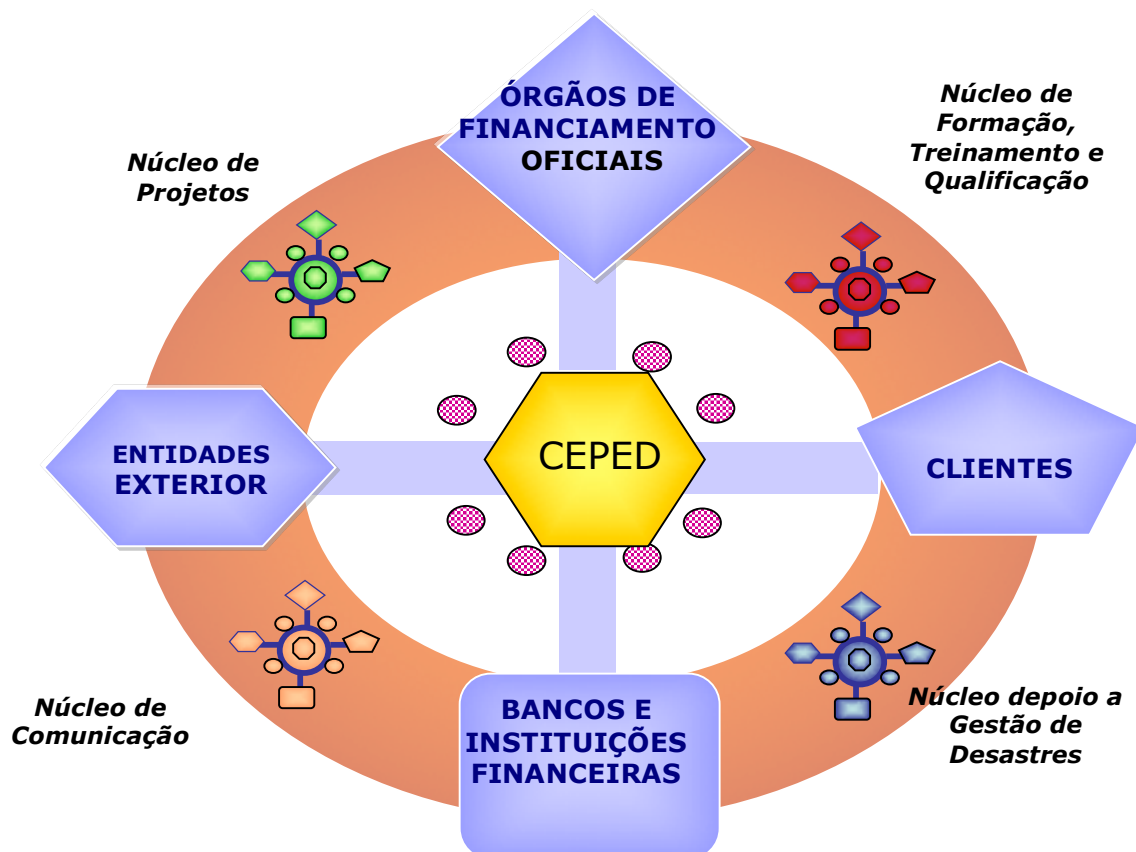 ÓRGÃOS DE
FINANCIAMENTO
OFICIAIS
Núcleo de
Formação,
Treinamento e
Qualificação
Núcleo de
Projetos
ENTIDADES
EXTERIOR
CEPED
CLIENTES
Núcleo de
Comunicação
BANCOS E
INSTITUIÇÕES
FINANCEIRAS
Núcleo depoio a
Gestão de
Desastres